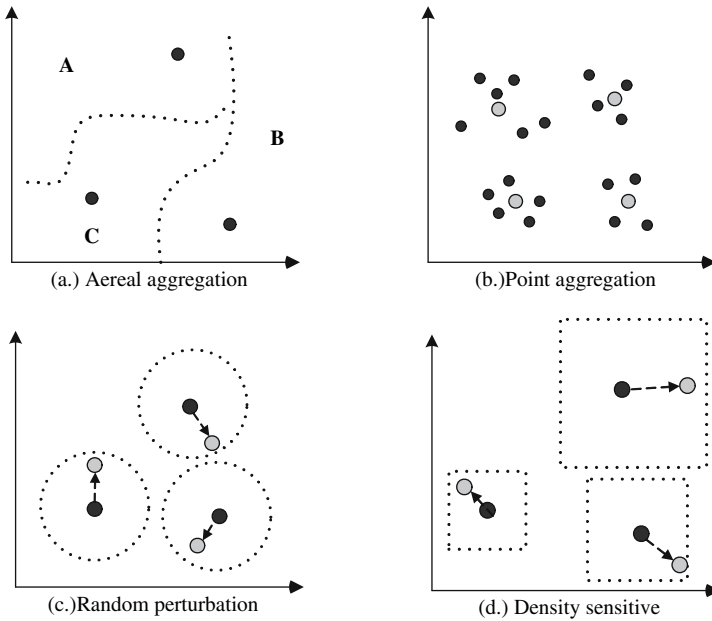 A
B
C
(a.) Aereal aggregation
(b.)Point aggregation
(c.)Random perturbation
(d.) Density sensitive